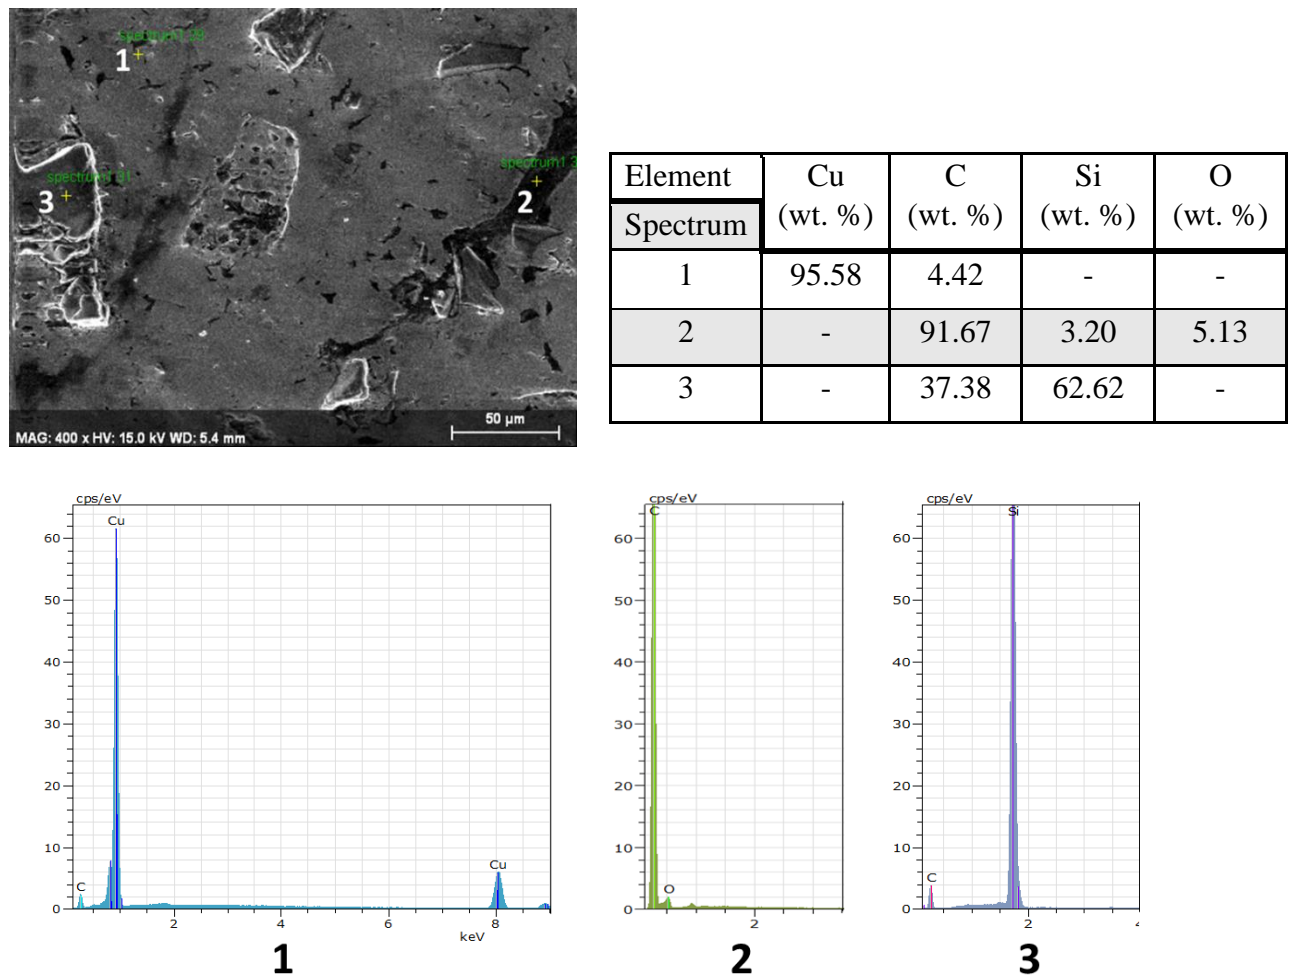 spectrum1 39
1
spectrum1 3
2
spectrum1 31
3
50 µm
MAG: 400 x HV: 15.0 kV WD: 5.4 mm
Element Cu C Si O
Spectrum (wt. %) (wt. %) (wt. %) (wt. %)
1 95.58 4.42 - -
2 - 91.67 3.20 5.13
3 - 37.38 62.62 -
cps/eV
Cu
60
50
40
30
20
10
0
C
Cu
2 4 6 8
keV
1
cps/eV
C
60
50
40
30
20
10
0
O
2
2
cps/eV
Si
60
50
40
30
20
10
0
C
2
3